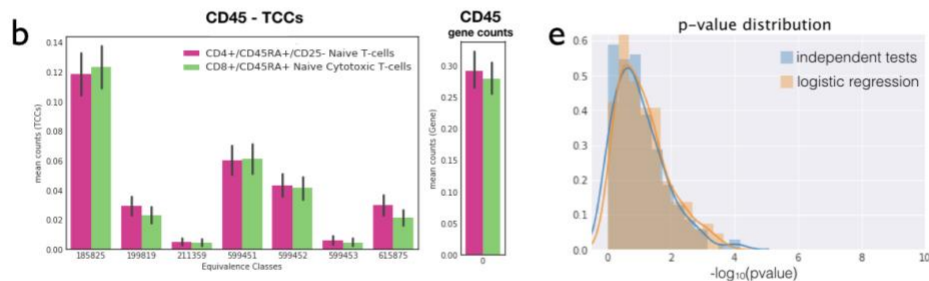 b
CD45 - TCCs
mean counts (TCCs)
0.14
0.12
0.10
0.08
0.06
0.04
0.02
0.00
CD4+/CD45RA+/CD25- Naive T-cells
CD8+/CD45RA+ Naive Cytotoxic T-cells
185825 199819 211359 599451 599452 599453 615875
Equivalence Classes
CD45
gene counts
mean counts (Gene)
0.30
0.25
0.20
0.15
0.10
0.05
0.00
0
e
p-value distribution
0.6
0.5
0.4
0.3
0.2
0.1
0.0
independent tests
logistic regression
0 2 4 6 8 10
-log₁₀(pvalue)